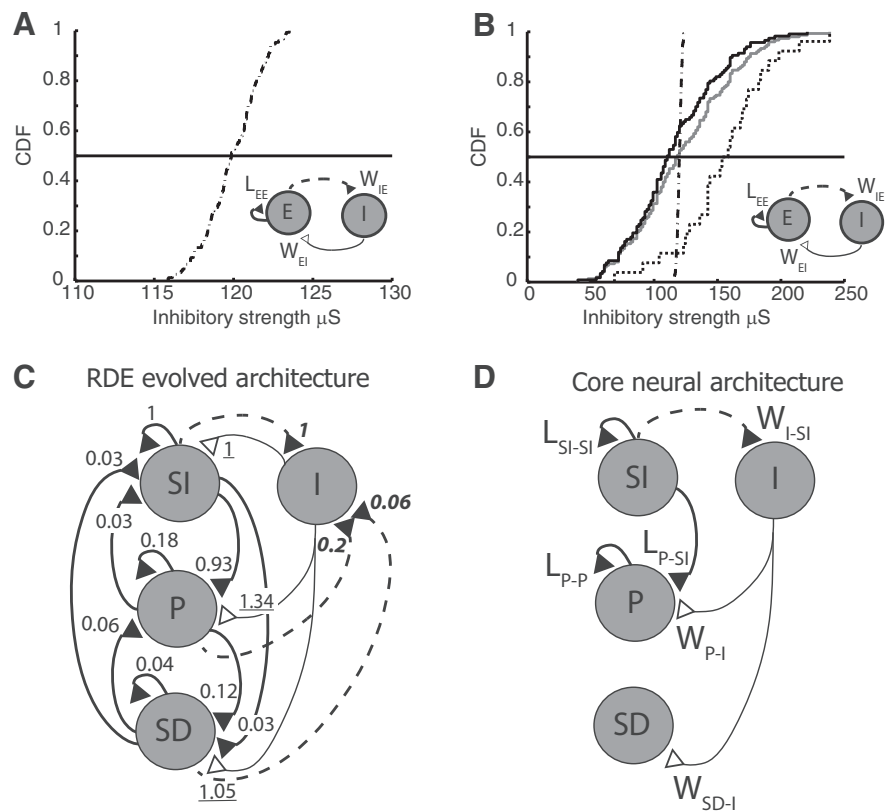 A
CDF
1
0.8
0.6
0.4
0.2
0
110
115
120
125
130
Inhibitory strength µS
L_EE
E
I
W_IE
W_EI
B
CDF
1
0.8
0.6
0.4
0.2
0
0
50
100
150
200
250
Inhibitory strength µS
L_EE
E
I
W_IE
W_EI
C
RDE evolved architecture
1
1
1
0.03
SI
I
0.03
0.18
0.93
0.2
0.06
P
1.34
0.06
0.04
0.12
0.03
SD
1.05
D
Core neural architecture
L_SI-SI
W_I-SI
SI
I
L_P-P
L_P-SI
P
W_P-I
SD
W_SD-I